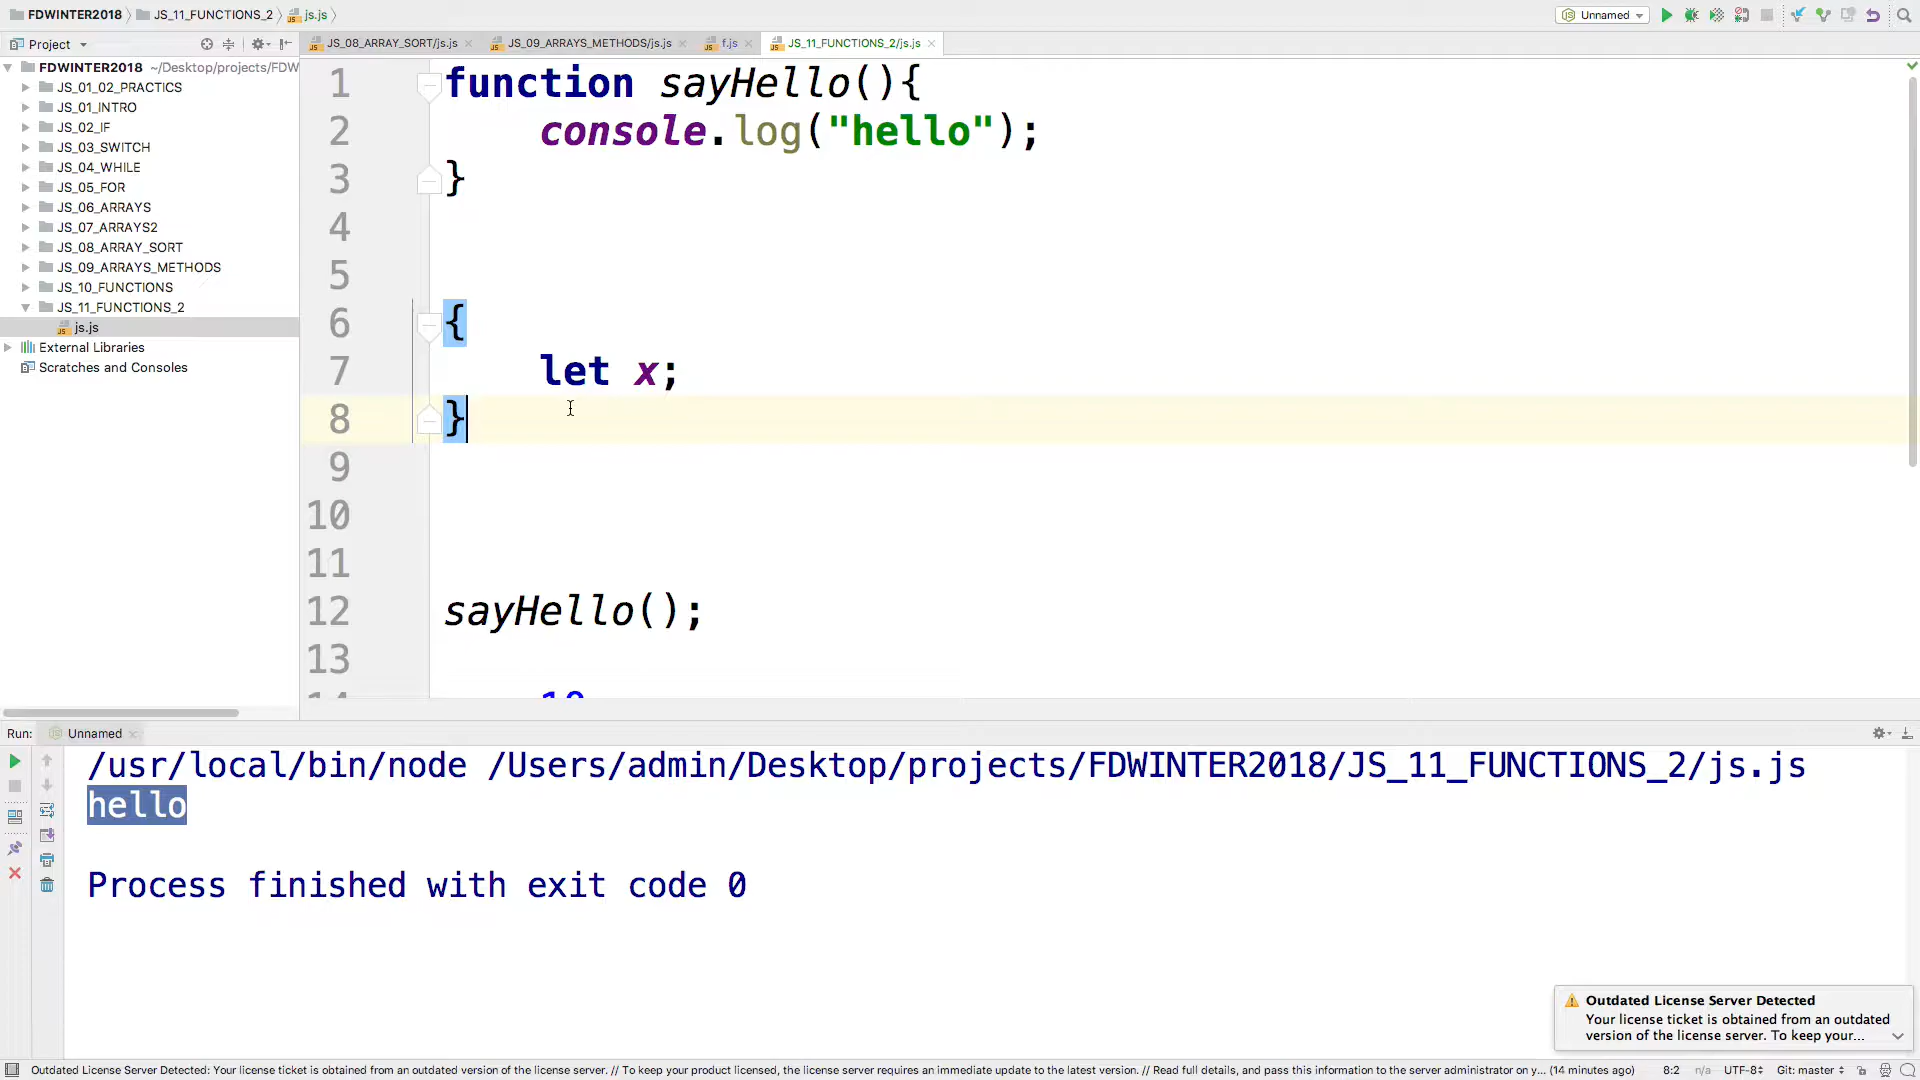 FDWINTER2018 JS_11_FUNCTIONS_2 js.js Unnamed
Project JS_08_ARRAY_SORT/js.js JS_09_ARRAYS_METHODS/js.js f.js JS_11_FUNCTIONS_2/js.js
FDWINTER2018 ~/Desktop/projects/FDW
JS_01_02_PRACTICS
JS_01_INTRO
JS_02_IF
JS_03_SWITCH
JS_04_WHILE
JS_05_FOR
JS_06_ARRAYS
JS_07_ARRAYS2
JS_08_ARRAY_SORT
JS_09_ARRAYS_METHODS
JS_10_FUNCTIONS
JS_11_FUNCTIONS_2
js.js
External Libraries
Scratches and Consoles
1 function sayHello(){
2 console.log("hello");
3 }
4
5
6 {
7 let x;
8 }
9
10
11
12 sayHello();
13
Run: Unnamed
/usr/local/bin/node /Users/admin/Desktop/projects/FDWINTER2018/JS_11_FUNCTIONS_2/js.js
hello
Process finished with exit code 0
Outdated License Server Detected
Your license ticket is obtained from an outdated
version of the license server. To keep your...
Outdated License Server Detected: Your license ticket is obtained from an outdated version of the license server. // To keep your product licensed, the license server requires an immediate update to the latest version. // Read full details, and pass this information to the server administrator on y... (14 minutes ago) 8:2 n/a UTF-8 Git: master